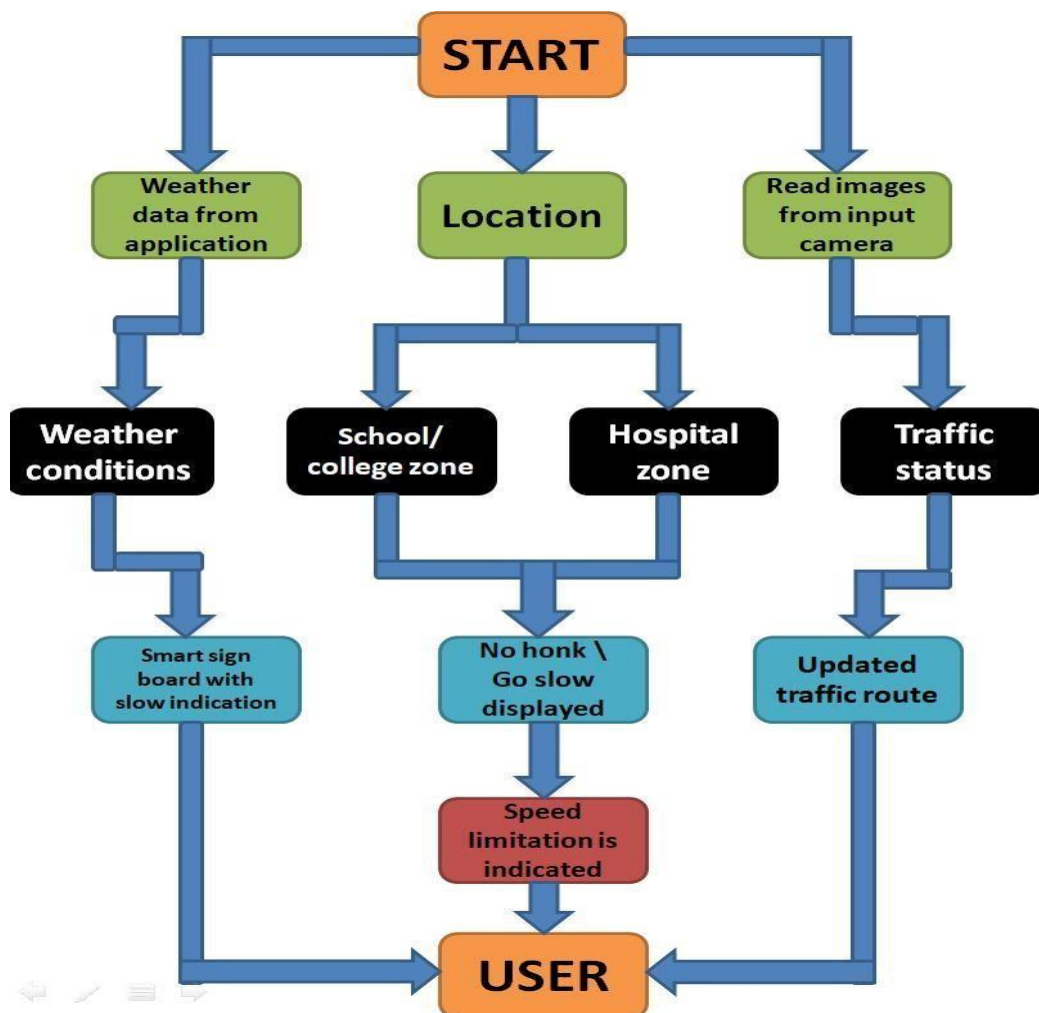 START
Weather
data from
application
Location
Read images
from input
camera
Weather
conditions
School/
college zone
Hospital
zone
Traffic
status
Smart sign
board with
slow indication
No honk \
Go slow
displayed
Updated
traffic route
Speed
limitation is
indicated
USER